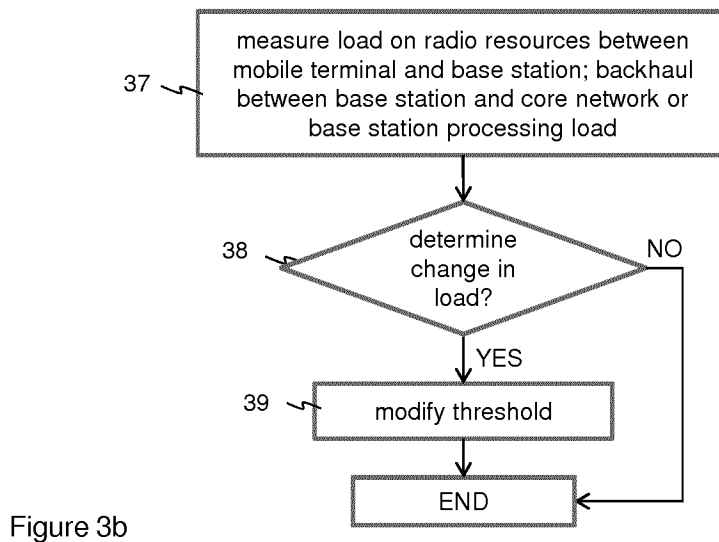 measure load on radio resources between
mobile terminal and base station; backhaul
between base station and core network or
base station processing load
37
determine
change in
load?
38
NO
YES
modify threshold
39
END
Figure 3b